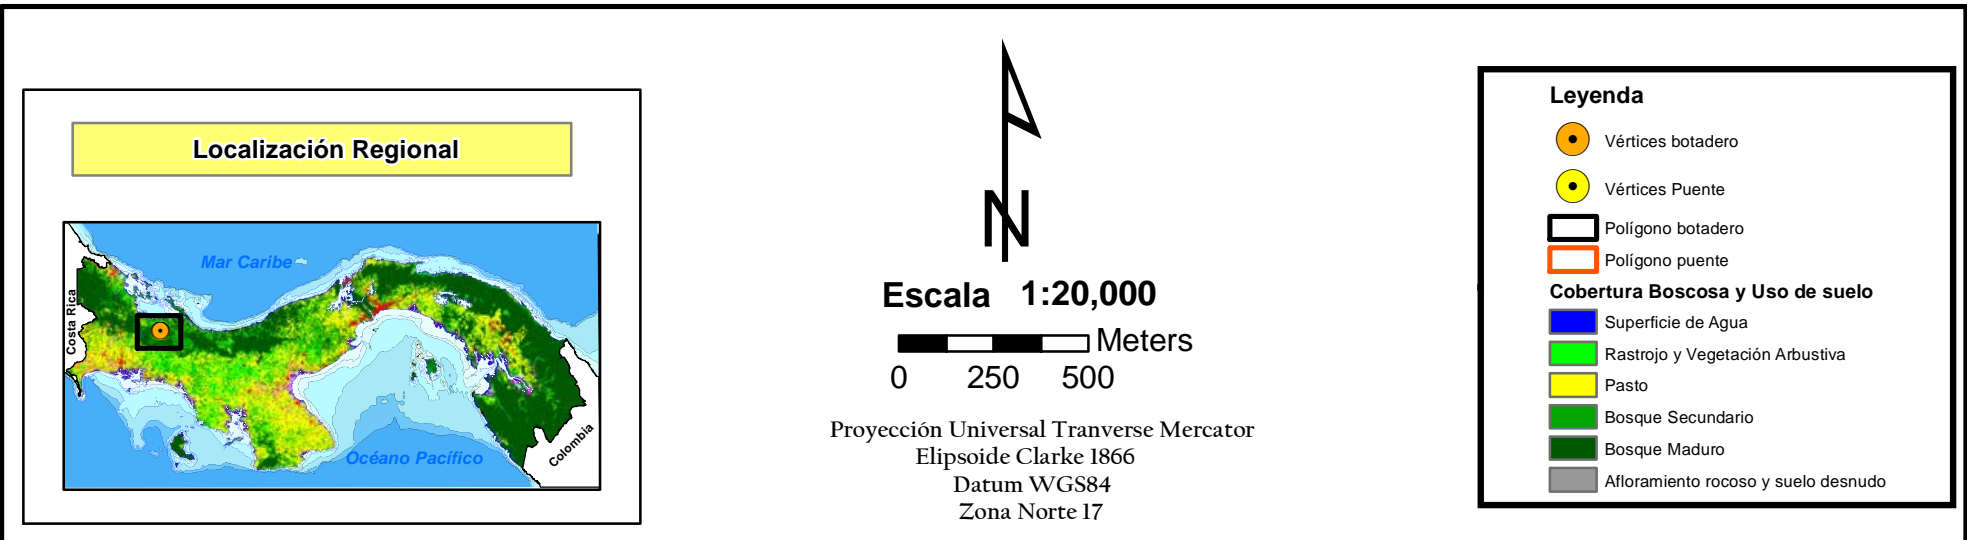 Localización Regional
Mar Caribe
Costa Rica
Colombia
Océano Pacífico
N
Escala 1:20,000
Meters
0 250 500
Proyección Universal Tranverse Mercator
Elipsoide Clarke 1866
Datum WGS84
Zona Norte 17
Leyenda
Vértices botadero
Vértices Puente
Polígono botadero
Polígono puente
Cobertura Boscosa y Uso de suelo
Superficie de Agua
Rastrojo y Vegetación Arbustiva
Pasto
Bosque Secundario
Bosque Maduro
Afloramiento rocoso y suelo desnudo